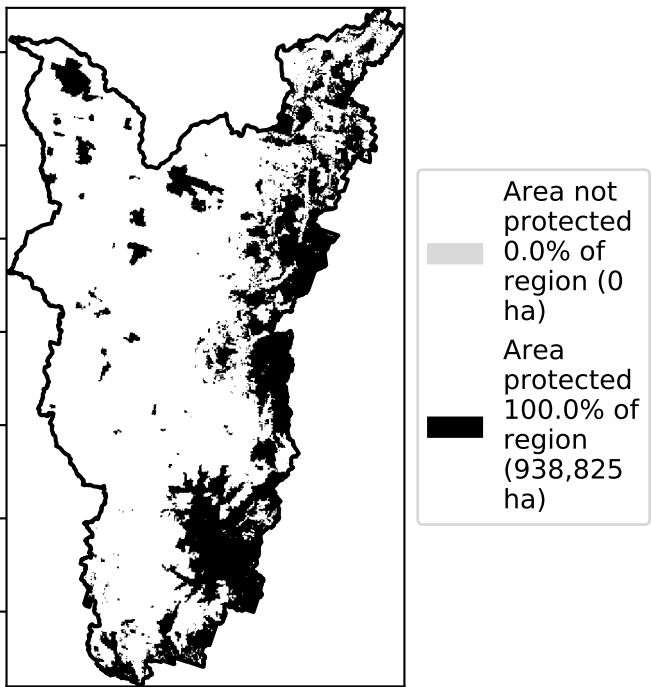 Area not
protected
0.0% of
region (0
ha)
Area
protected
100.0% of
region
(938,825
ha)